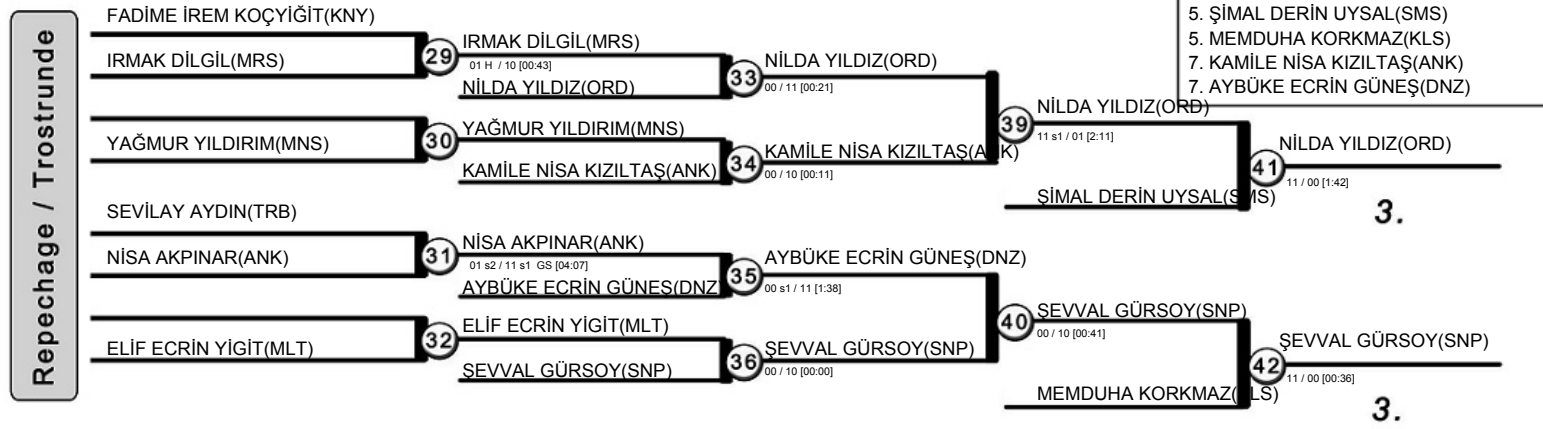 Repechage / Trostrunde
5. ŞİMAL DERİN UYSAL(SMS)
5. MEMDUHA KORKMAZ(KLS)
7. KAMİLE NİSA KIZILTAŞ(ANK)
7. AYBÜKE ECRİN GÜNEŞ(DNZ)
FADİME İREM KOÇYİĞİT(KNY)
IRMAK DİLGİL(MRS)
29
YAĞMUR YILDIRIM(MNS)
30
SEVİLAY AYDIN(TRB)
NİSA AKPINAR(ANK)
31
ELİF ECRİN YİGİT(MLT)
32
IRMAK DİLGİL(MRS)
01 H / 10 [00:43]
NİLDA YILDIZ(ORD)
33
YAĞMUR YILDIRIM(MNS)
KAMİLE NİSA KIZILTAŞ(ANK)
34
NİSA AKPINAR(ANK)
01 s2 / 11 s1 GS [04:07]
AYBÜKE ECRİN GÜNEŞ(DNZ)
35
ELİF ECRİN YİGİT(MLT)
ŞEVVAL GÜRSOY(SNP)
36
NİLDA YILDIZ(ORD)
00 / 11 [00:21]
KAMİLE NİSA KIZILTAŞ(ANK)
00 / 10 [00:11]
39
AYBÜKE ECRİN GÜNEŞ(DNZ)
00 s1 / 11 [1:38]
ŞEVVAL GÜRSOY(SNP)
00 / 10 [00:00]
40
NİLDA YILDIZ(ORD)
11 s1 / 01 [2:11]
ŞİMAL DERİN UYSAL(SMS)
41
ŞEVVAL GÜRSOY(SNP)
00 / 10 [00:41]
MEMDUHA KORKMAZ(KLS)
42
NİLDA YILDIZ(ORD)
11 / 00 [1:42]
3.
ŞEVVAL GÜRSOY(SNP)
11 / 00 [00:36]
3.